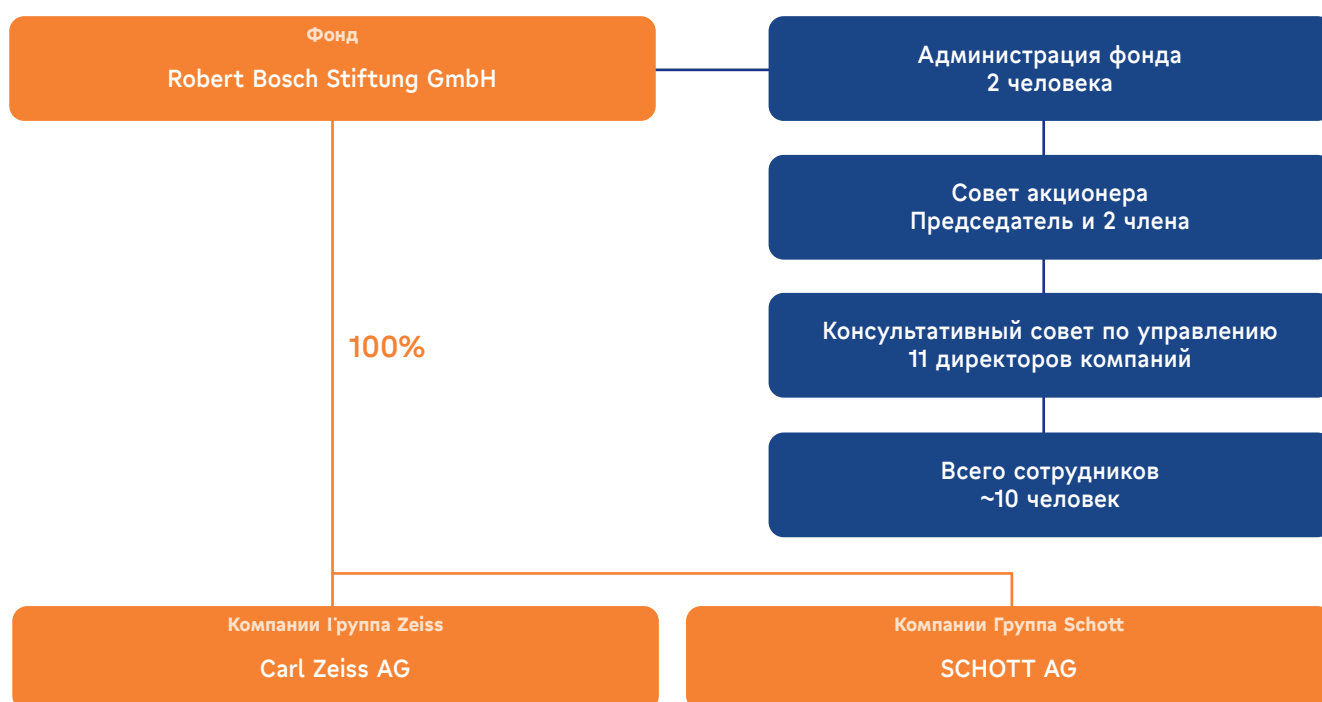 Фонд
Robert Bosch Stiftung GmbH
Администрация фонда
2 человека
Совет акционера
Председатель и 2 члена
Консультативный совет по управлению
11 директоров компаний
100%
Всего сотрудников
~10 человек
Компании Группа Zeiss
Carl Zeiss AG
Компании Группа Schott
SCHOTT AG